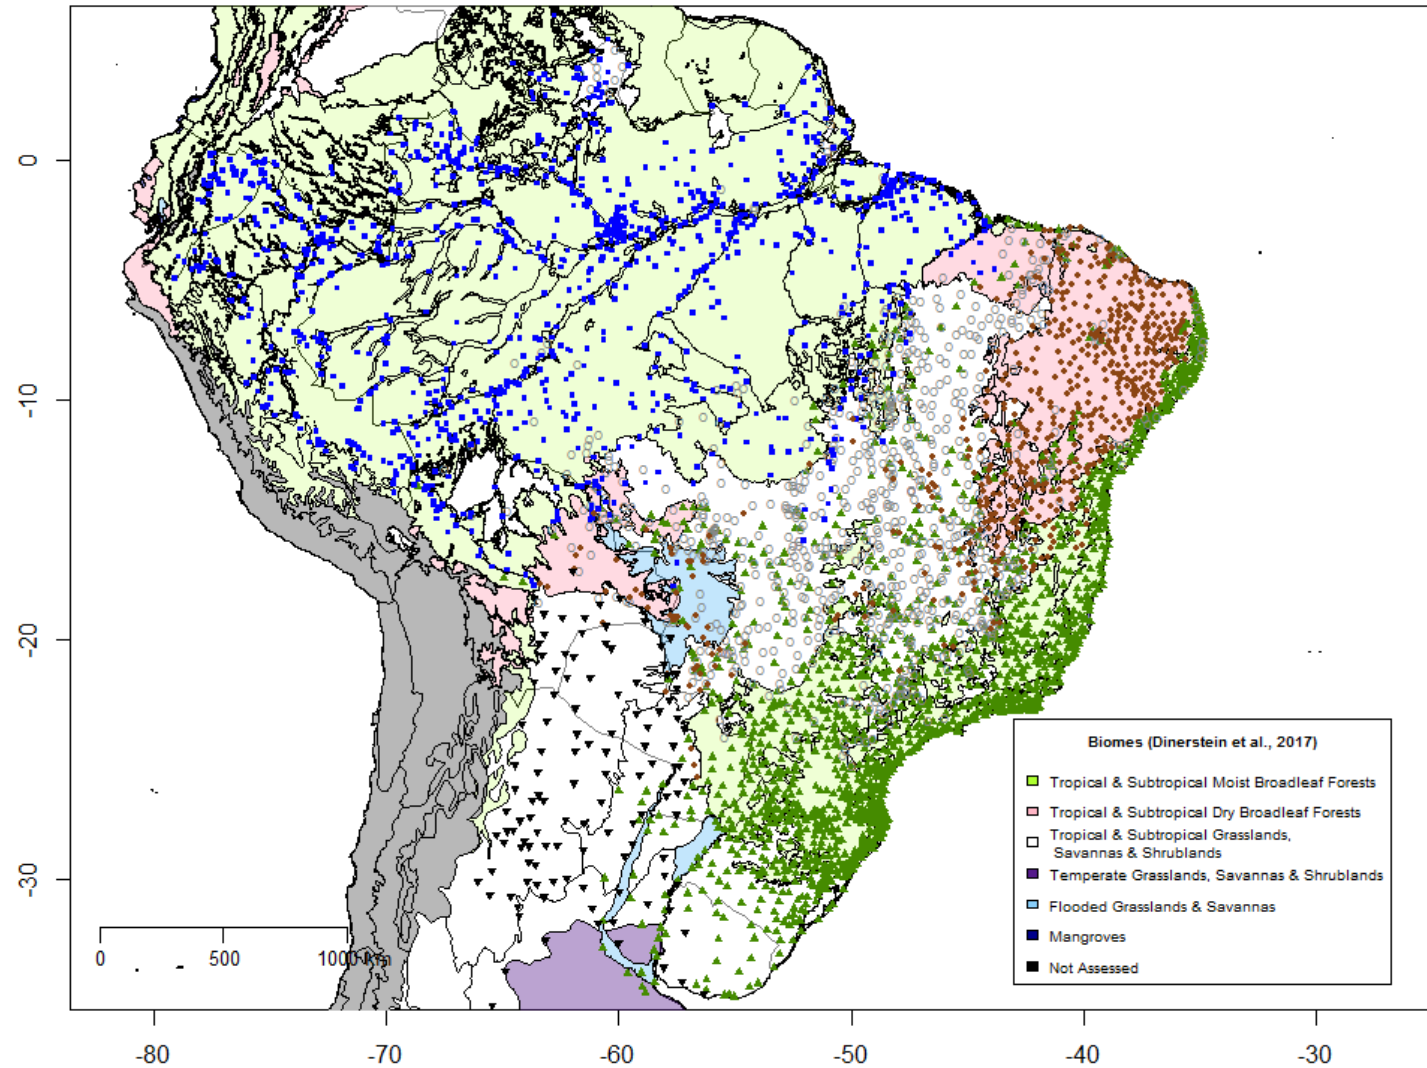 0
-10
-20
-30
0
500
1000 km
Biomes (Dinerstein et al., 2017)
Tropical & Subtropical Moist Broadleaf Forests
Tropical & Subtropical Dry Broadleaf Forests
Tropical & Subtropical Grasslands,
Savannas & Shrublands
Temperate Grasslands, Savannas & Shrublands
Flooded Grasslands & Savannas
Mangroves
Not Assessed
-80
-70
-60
-50
-40
-30